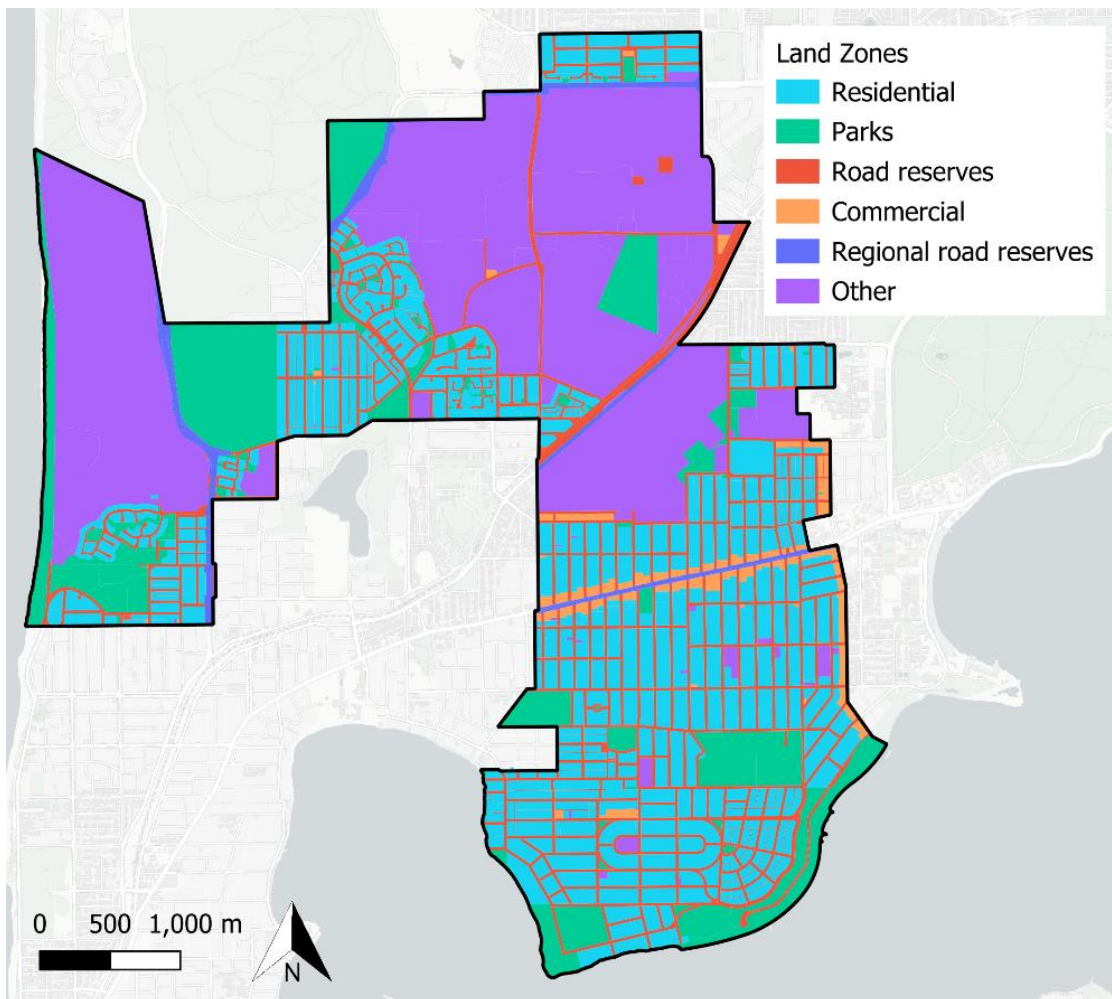 Land Zones
Residential
Parks
Road reserves
Commercial
Regional road reserves
Other
0 500 1,000 m
N